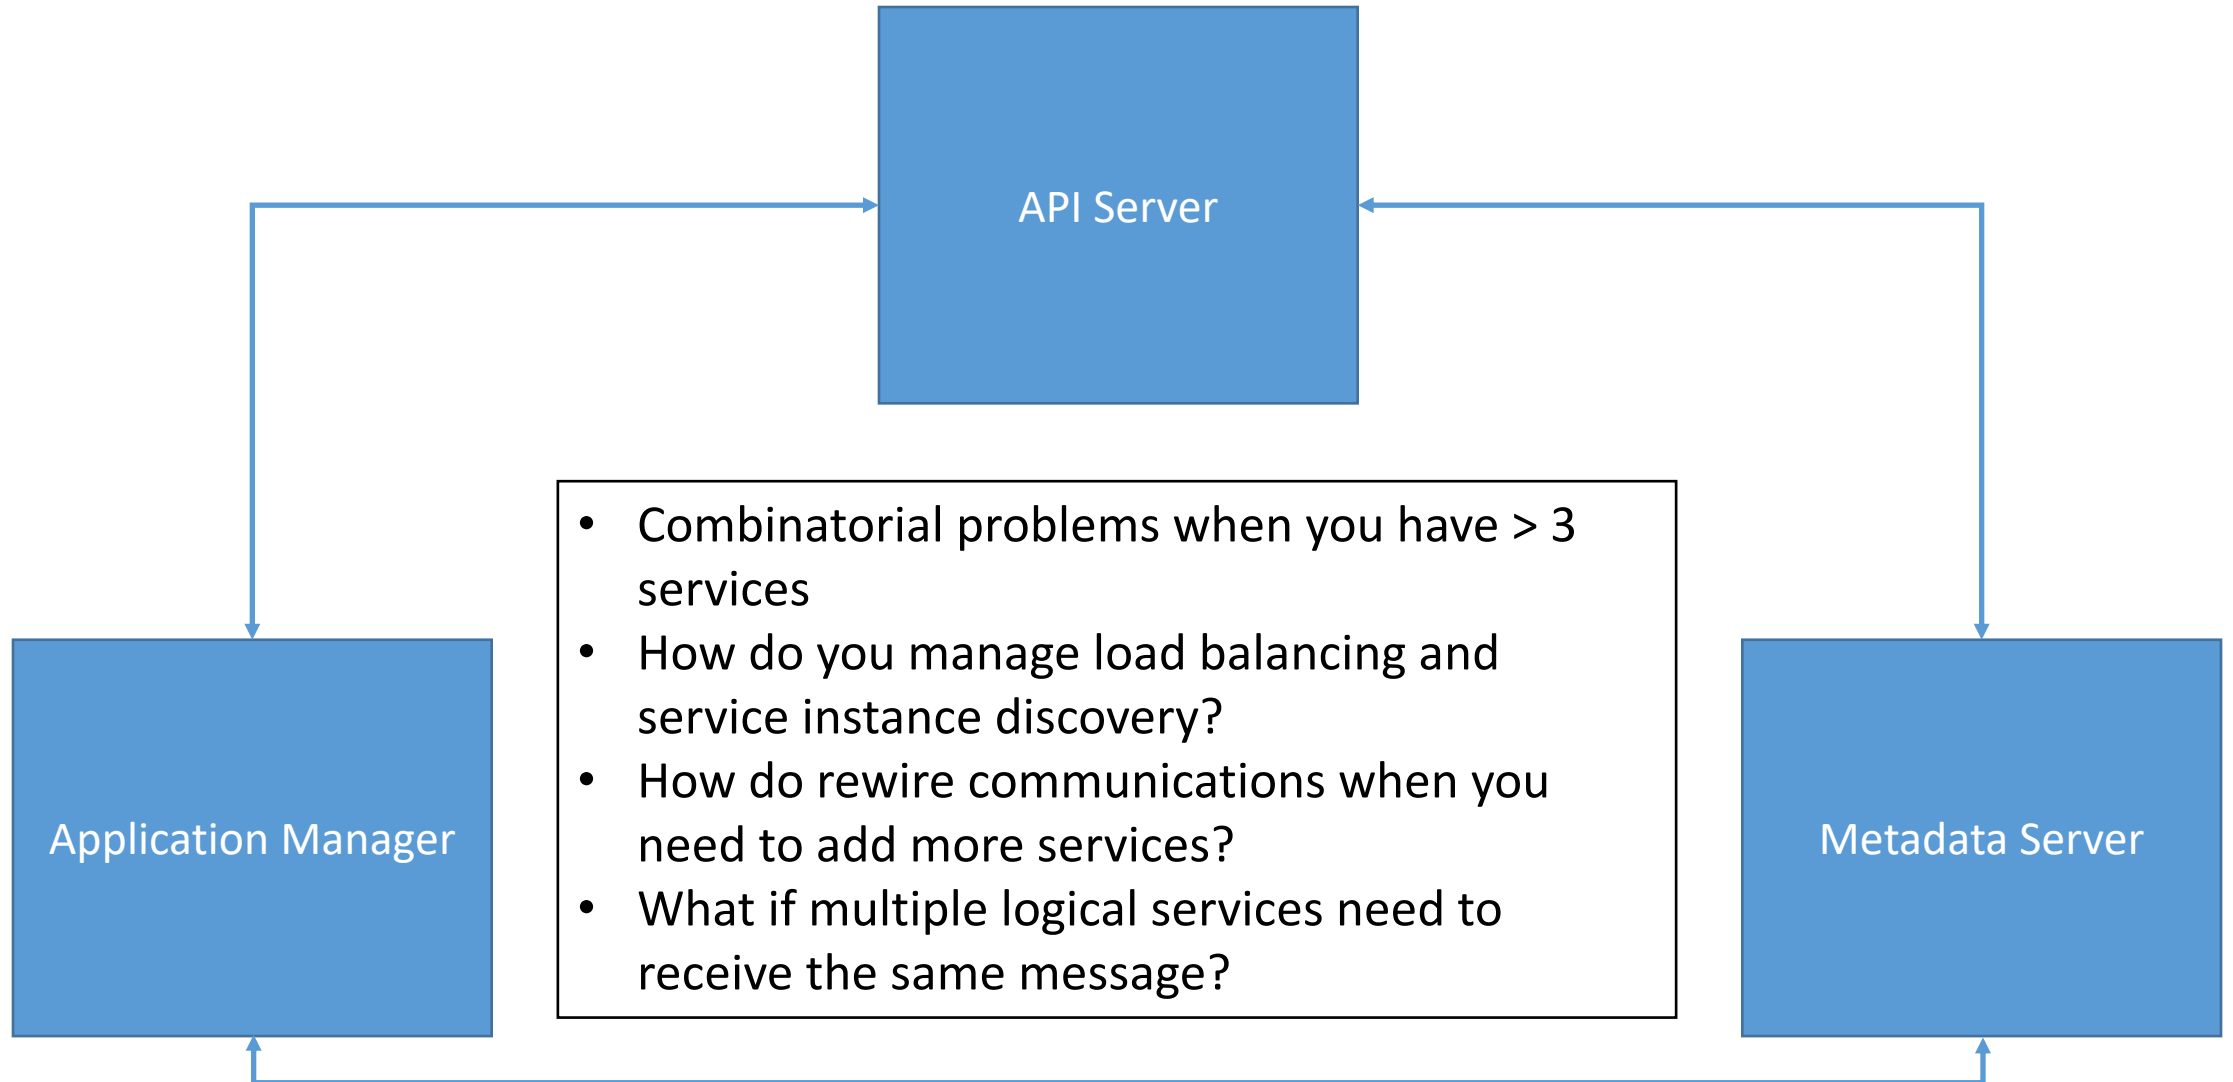 API Server
• Combinatorial problems when you have > 3
services
• How do you manage load balancing and
service instance discovery?
• How do rewire communications when you
need to add more services?
• What if multiple logical services need to
receive the same message?
Application Manager
Metadata Server